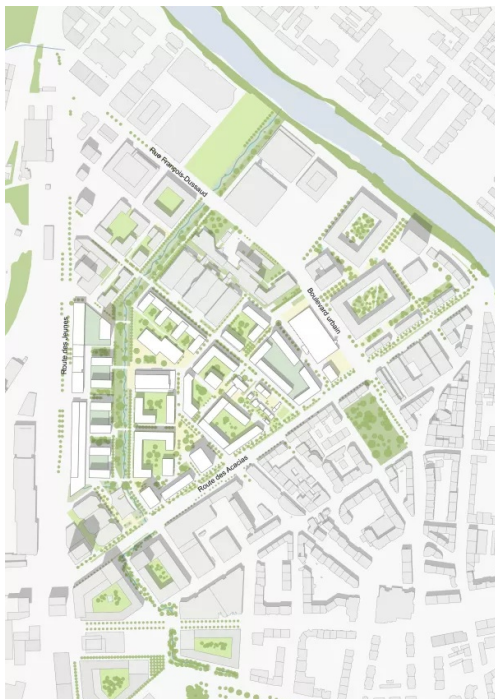 Rue François-Dussaud
Boulevard urbain
Route des Jeunes
Route des Acacias